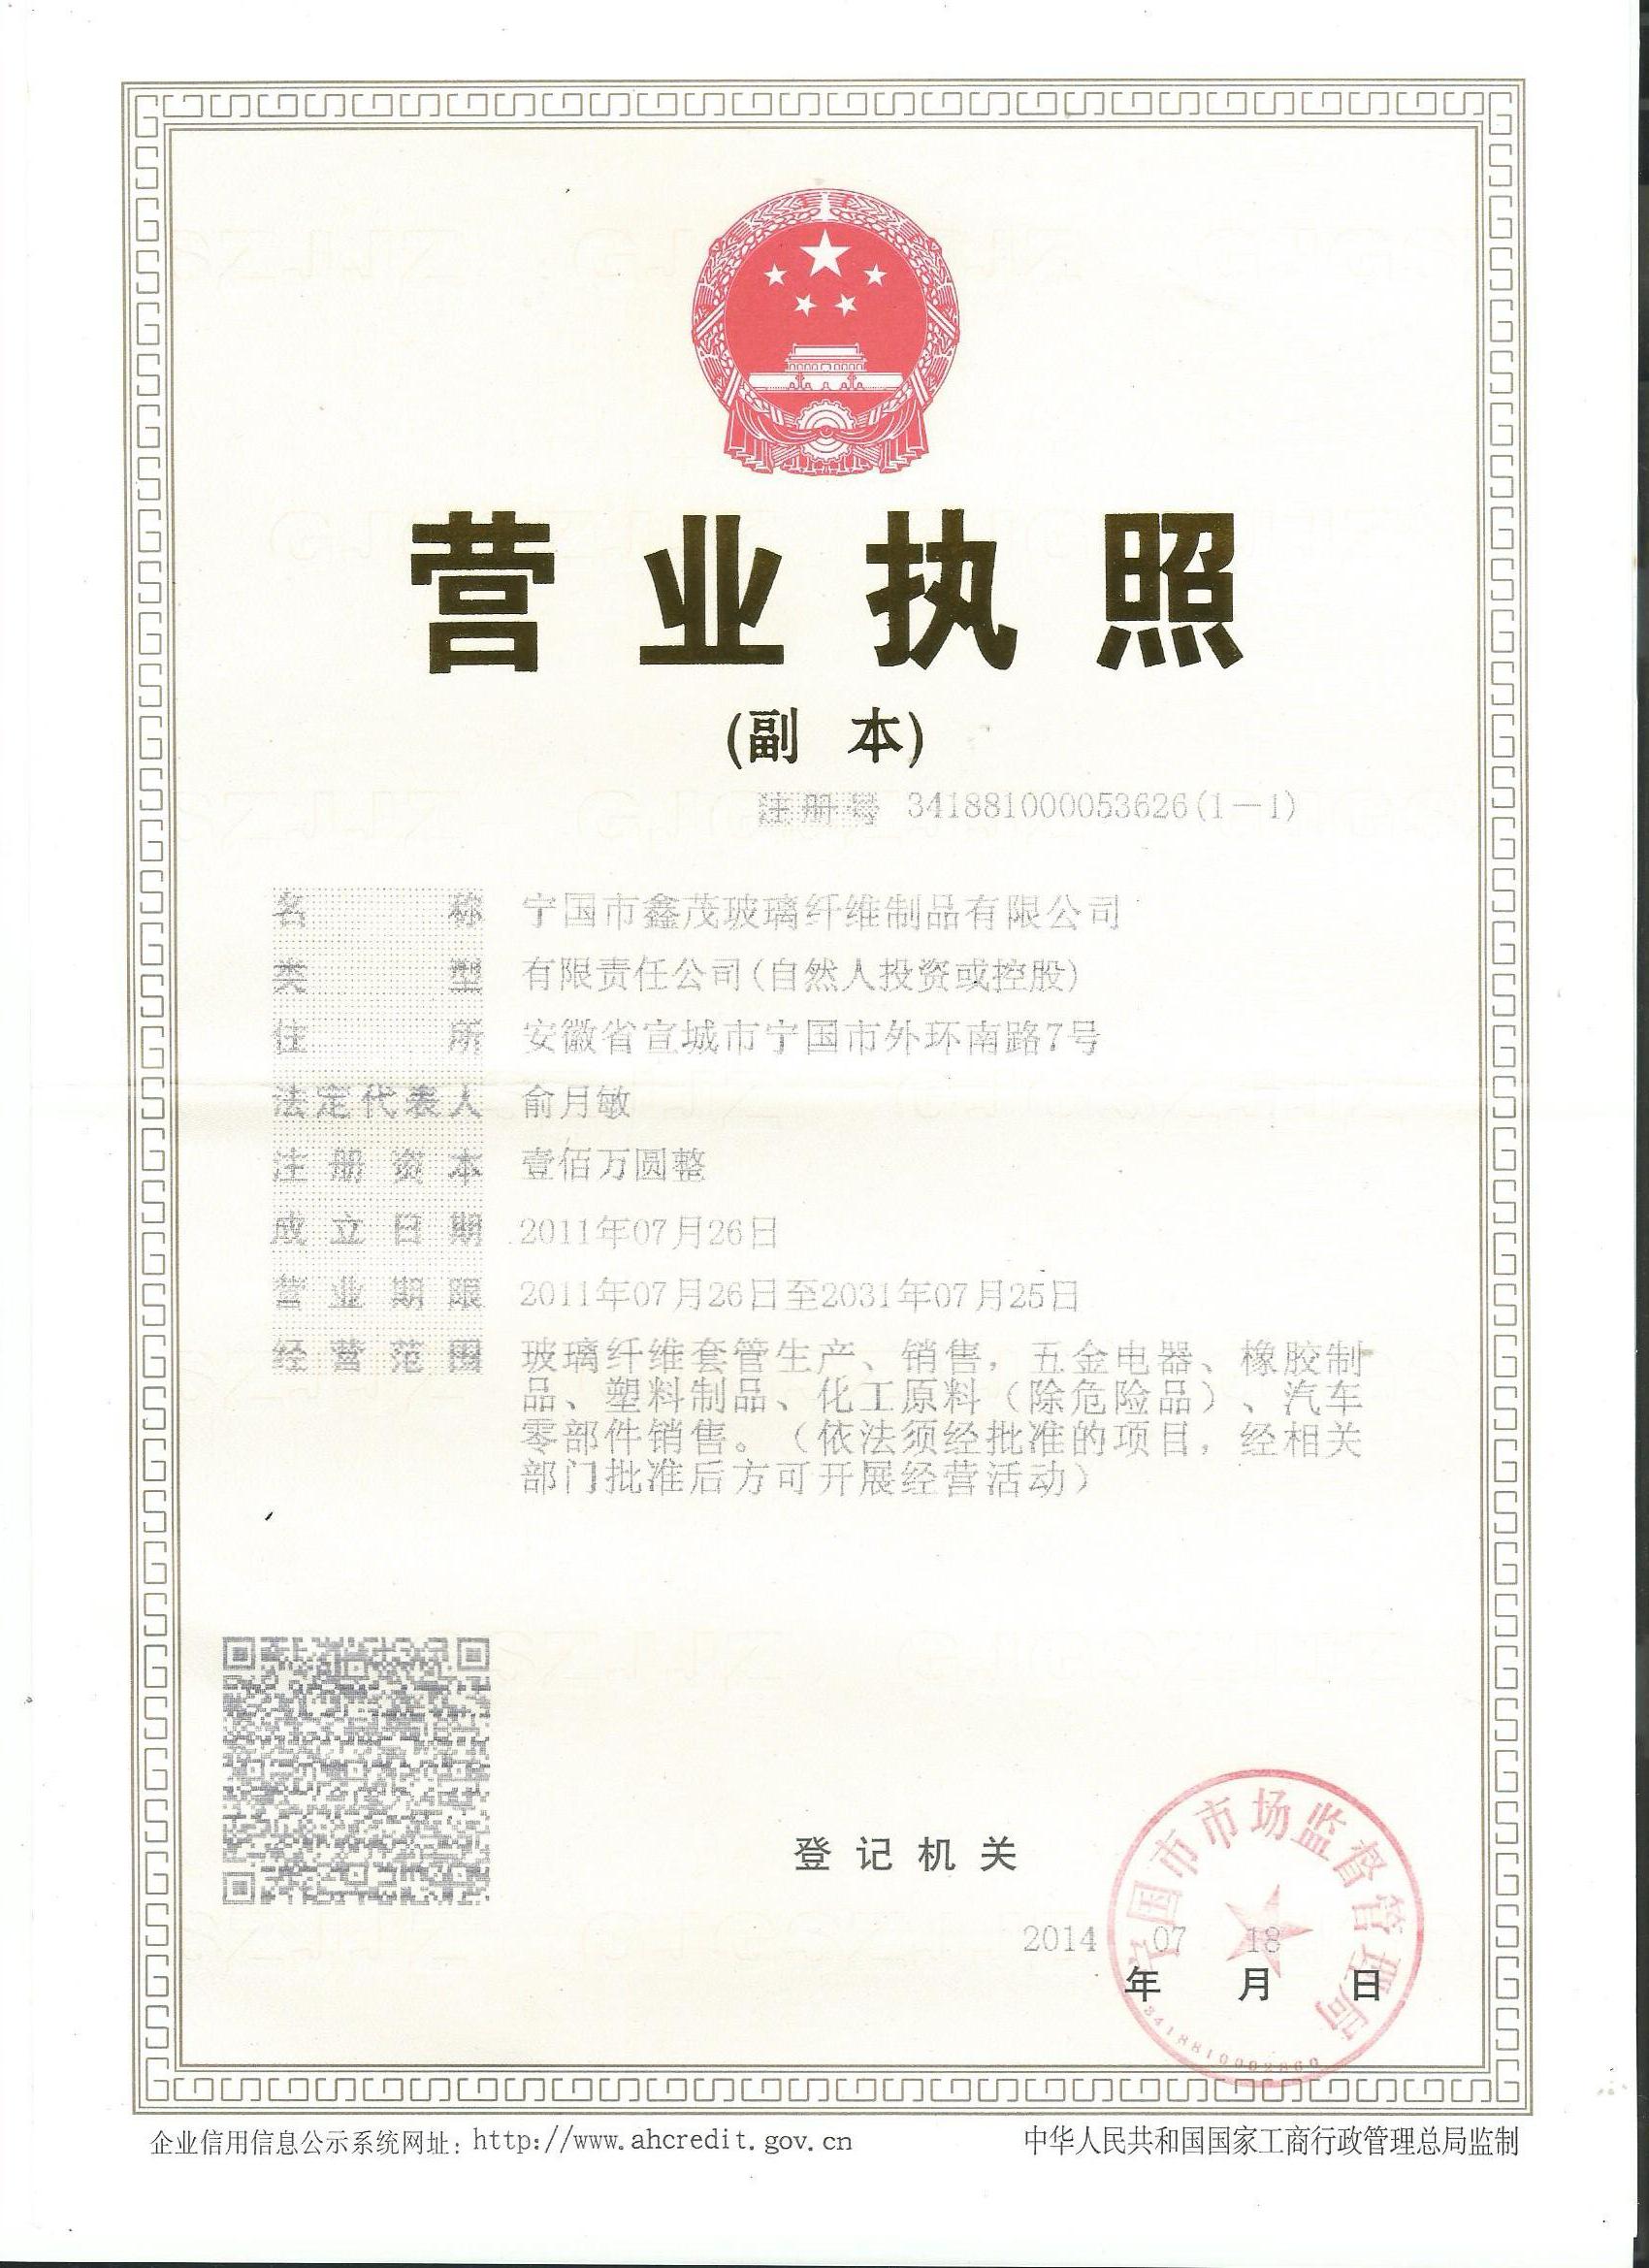 营业执照
(副 本)
注册号 341881000053626(1—1)
名称 宁国市鑫茂玻璃纤维制品有限公司
类型 有限责任公司(自然人投资或控股)
住所 安徽省宣城市宁国市外环南路7号
法定代表人 俞月敏
注册资本 壹佰万圆整
成立日期 2011年07月26日
营业期限 2011年07月26日至2031年07月25日
经营范围 玻璃纤维套管生产、销售，五金电器、橡胶制
品、塑料制品、化工原料（除危险品）、汽车
零部件销售。（依法须经批准的项目，经相关
部门批准后方可开展经营活动）
登记机关
宁国市市场监督管理局
2014 07 18
年 月 日
3418810002860
企业信用信息公示系统网址：http://www.ahcredit.gov.cn
中华人民共和国国家工商行政管理总局监制